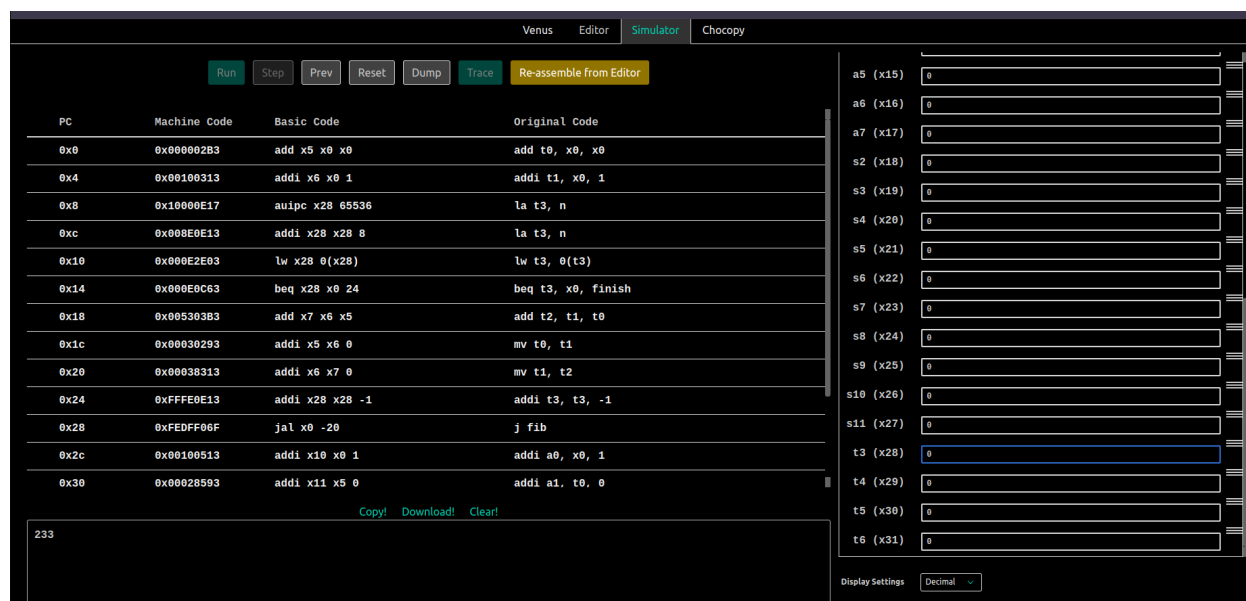 Venus Editor Simulator Chocopy
Run Step Prev Reset Dump Trace Re-assemble from Editor
PC Machine Code Basic Code Original Code
0x0 0x000002B3 add x5 x0 x0 add t0, x0, x0
0x4 0x00100313 addi x6 x0 1 addi t1, x0, 1
0x8 0x10000E17 auipc x28 65536 la t3, n
0xc 0x008E0E13 addi x28 x28 8 la t3, n
0x10 0x000E2E03 lw x28 0(x28) lw t3, 0(t3)
0x14 0x000E0C63 beq x28 x0 24 beq t3, x0, finish
0x18 0x005303B3 add x7 x6 x5 add t2, t1, t0
0x1c 0x00030293 addi x5 x6 0 mv t0, t1
0x20 0x00038313 addi x6 x7 0 mv t1, t2
0x24 0xFFFE0E13 addi x28 x28 -1 addi t3, t3, -1
0x28 0xFEDFF06F jal x0 -20 j fib
0x2c 0x00100513 addi x10 x0 1 addi a0, x0, 1
0x30 0x00028593 addi x11 x5 0 addi a1, t0, 0
Copy! Download! Clear!
233
a5 (x15) 0
a6 (x16) 0
a7 (x17) 0
s2 (x18) 0
s3 (x19) 0
s4 (x20) 0
s5 (x21) 0
s6 (x22) 0
s7 (x23) 0
s8 (x24) 0
s9 (x25) 0
s10 (x26) 0
s11 (x27) 0
t3 (x28) 0
t4 (x29) 0
t5 (x30) 0
t6 (x31) 0
Display Settings Decimal